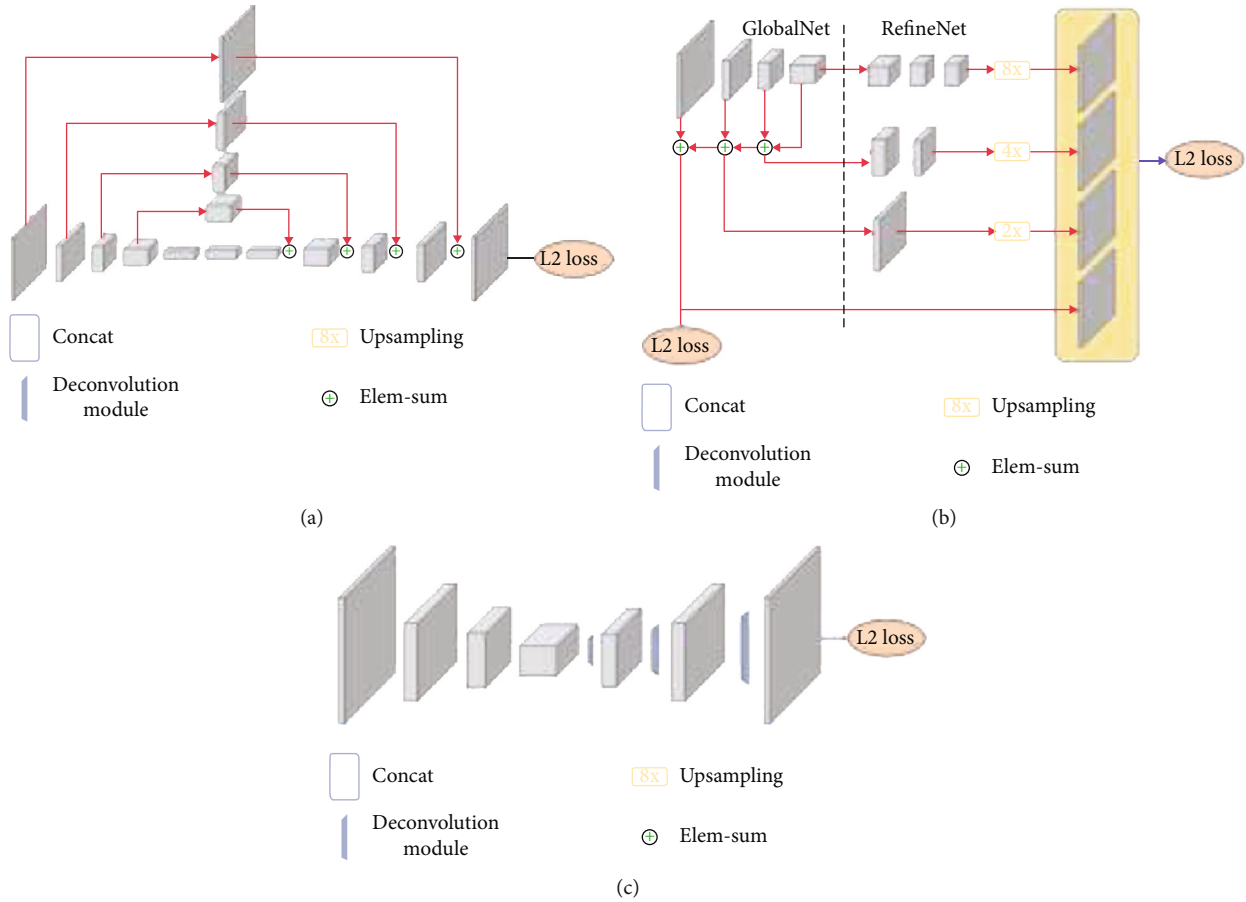 L2 loss
Concat
8x Upsampling
Deconvolution
module
Elem-sum
(a)
GlobalNet
RefineNet
8x
4x
L2 loss
2x
L2 loss
Concat
8x Upsampling
Deconvolution
module
Elem-sum
(b)
L2 loss
Concat
8x Upsampling
Deconvolution
module
Elem-sum
(c)